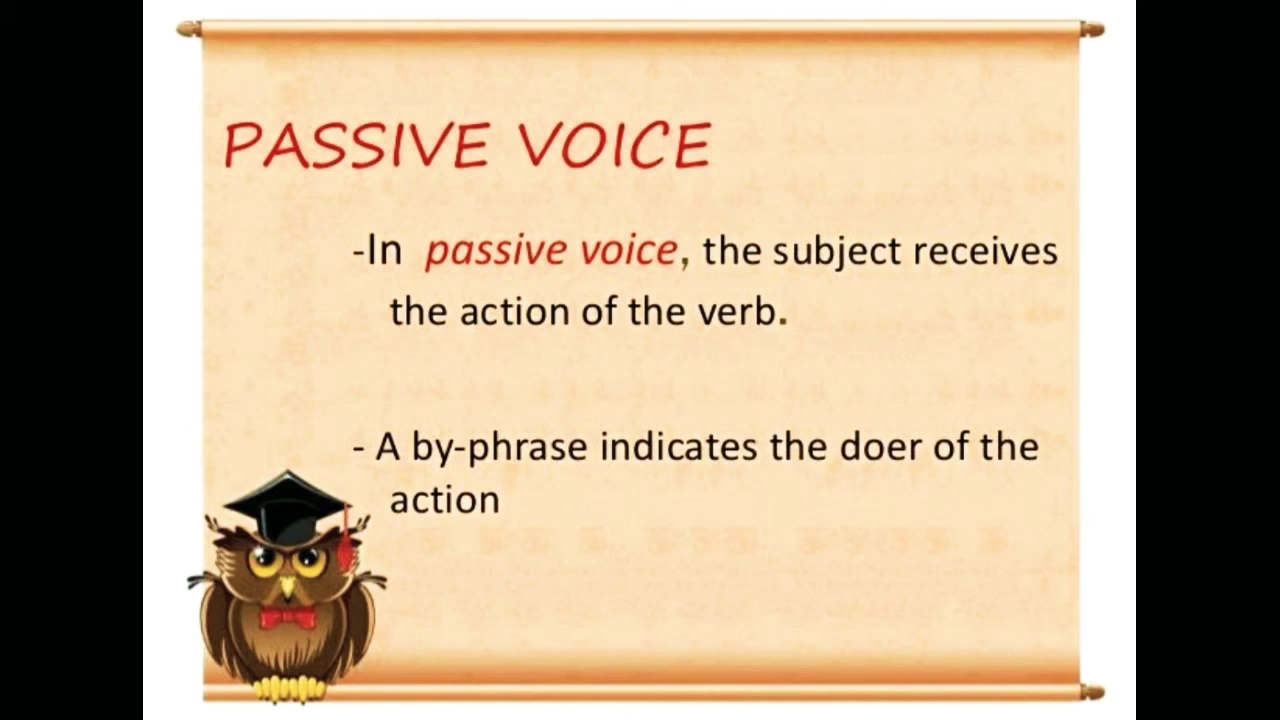 PASSIVE VOICE
-In passive voice, the subject receives
the action of the verb.
- A by-phrase indicates the doer of the
action